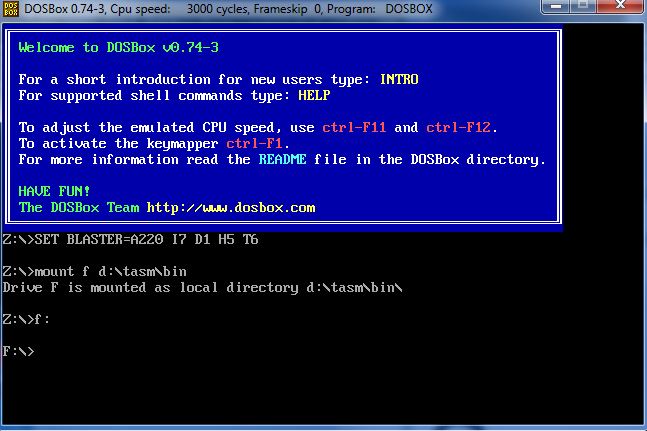 DOS
BOX
DOSBox 0.74-3, Cpu speed:    3000 cycles, Frameskip  0, Program:   DOSBOX
Welcome to DOSBox v0.74-3
For a short introduction for new users type: INTRO
For supported shell commands type: HELP
To adjust the emulated CPU speed, use ctrl-F11 and ctrl-F12.
To activate the keymapper ctrl-F1.
For more information read the README file in the DOSBox directory.
HAVE FUN!
The DOSBox Team http://www.dosbox.com
Z:\>SET BLASTER=A220 I7 D1 H5 T6
Z:\>mount f d:\tasm\bin
Drive F is mounted as local directory d:\tasm\bin\
Z:\>f:
F:\>